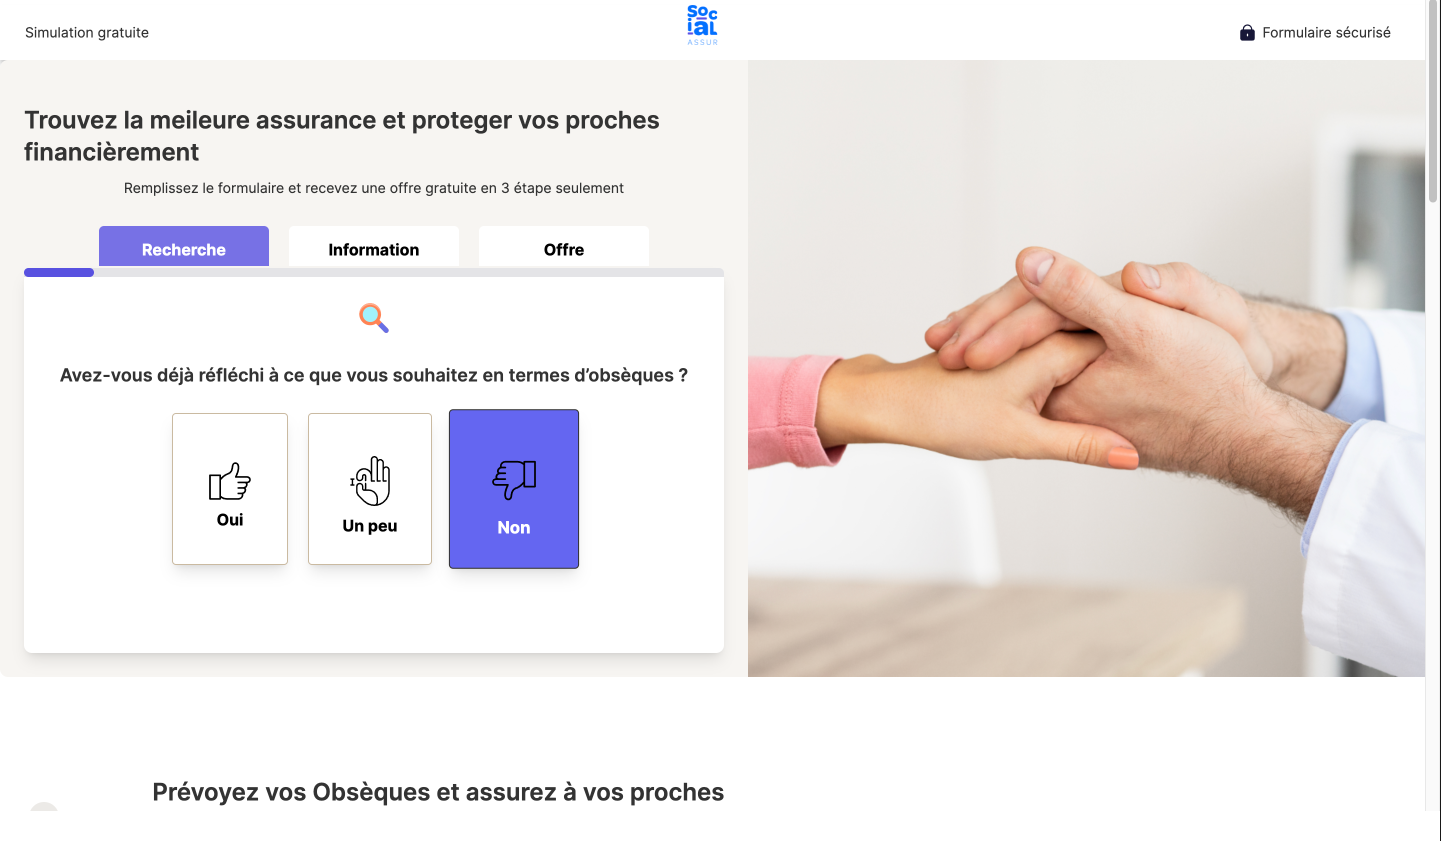 Simulation gratuite
SOCIAL
ASSUR
Formulaire sécurisé
Trouvez la meileure assurance et proteger vos proches
financièrement
Remplissez le formulaire et recevez une offre gratuite en 3 étape seulement
Recherche
Information
Offre
Avez-vous déjà réfléchi à ce que vous souhaitez en termes d’obsèques ?
Oui
Un peu
Non
Prévoyez vos Obsèques et assurez à vos proches